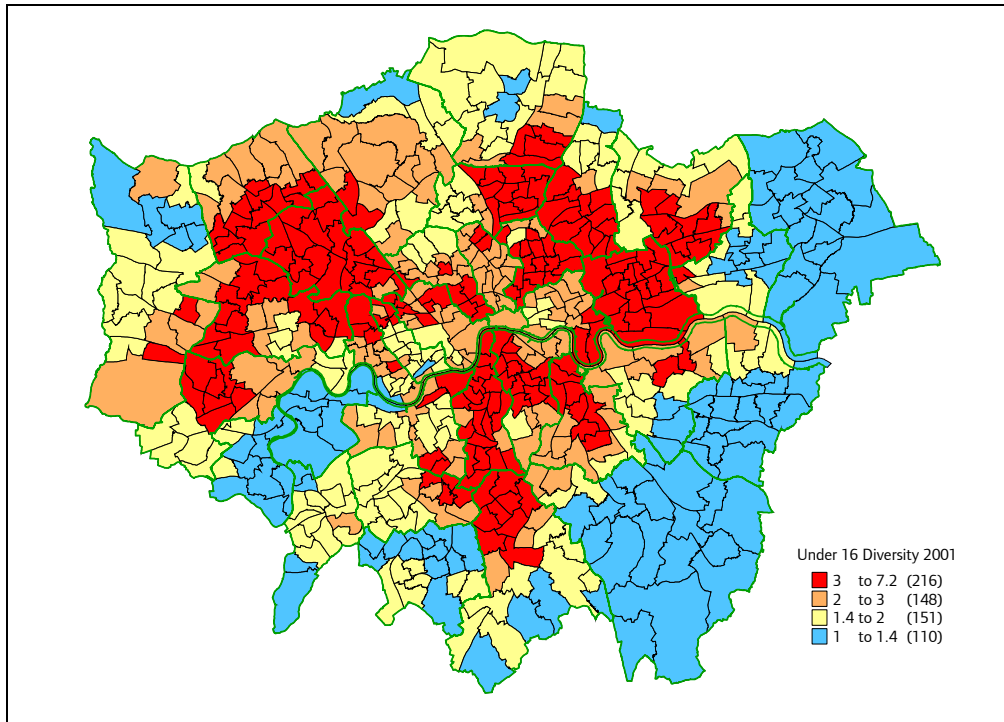 Under 16 Diversity 2001
3 to 7.2 (216)
2 to 3 (148)
1.4 to 2 (151)
1 to 1.4 (110)